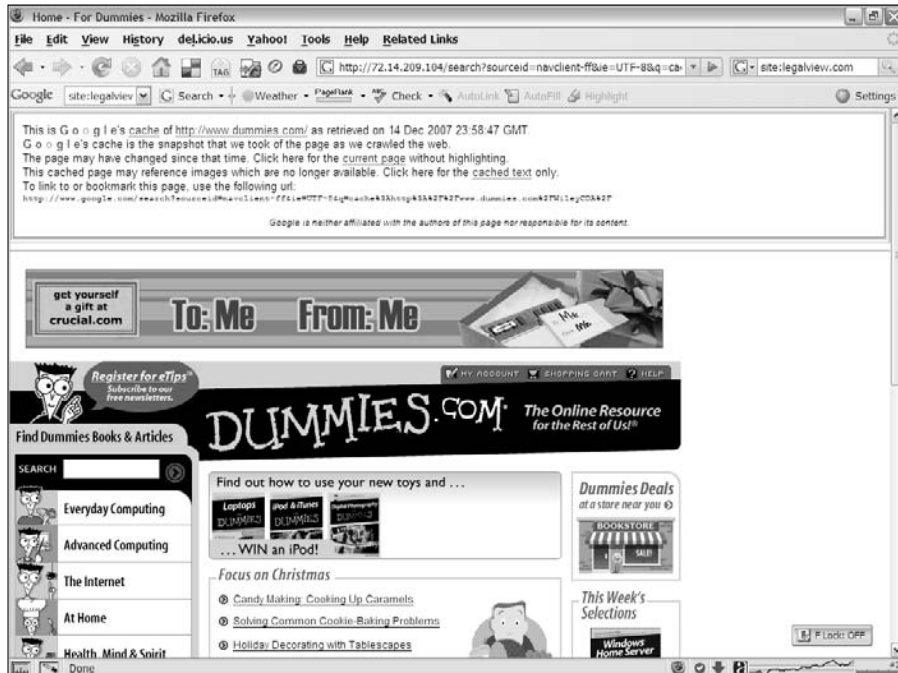 Home - For Dummies - Mozilla Firefox
File Edit View History del.icio.us Yahoo! Tools Help Related Links
TAG http://72.14.209.104/search?sourceid=navclient-ff&ie=UTF-8&q=ca site:legalview.com
Google site:legalview Search Weather PageRank Check AutoLink AutoFill Highlight Settings
This is G o o g l e's cache of http://www.dummies.com/ as retrieved on 14 Dec 2007 23:58:47 GMT.
G o o g l e's cache is the snapshot that we took of the page as we crawled the web.
The page may have changed since that time. Click here for the current page without highlighting.
This cached page may reference images which are no longer available. Click here for the cached text only.
To link to or bookmark this page, use the following url:
Google is neither affiliated with the authors of this page nor responsible for its content.
get yourself
a gift at
crucial.com
To: Me From: Me
To: Me
From: Me
Register for eTips™
Subscribe to our
free newsletters.
MY ACCOUNT SHOPPING CART HELP
DUMMIES.COM®
The Online Resource
for the Rest of Us!®
Find Dummies Books & Articles
SEARCH
Everyday Computing
Advanced Computing
The Internet
At Home
Health, Mind & Spirit
Find out how to use your new toys and . . .
Laptops DUMMIES
iPod & iTunes DUMMIES
Digital Photography DUMMIES
. . . WIN an iPod!
Focus on Christmas
Candy Making: Cooking Up Caramels
Solving Common Cookie-Baking Problems
Holiday Decorating with Tablescapes
Dummies Deals
at a store near you
BOOKSTORE
SALE!
This Week's
Selections
Windows
Home Server
F Lock: OFF
Done